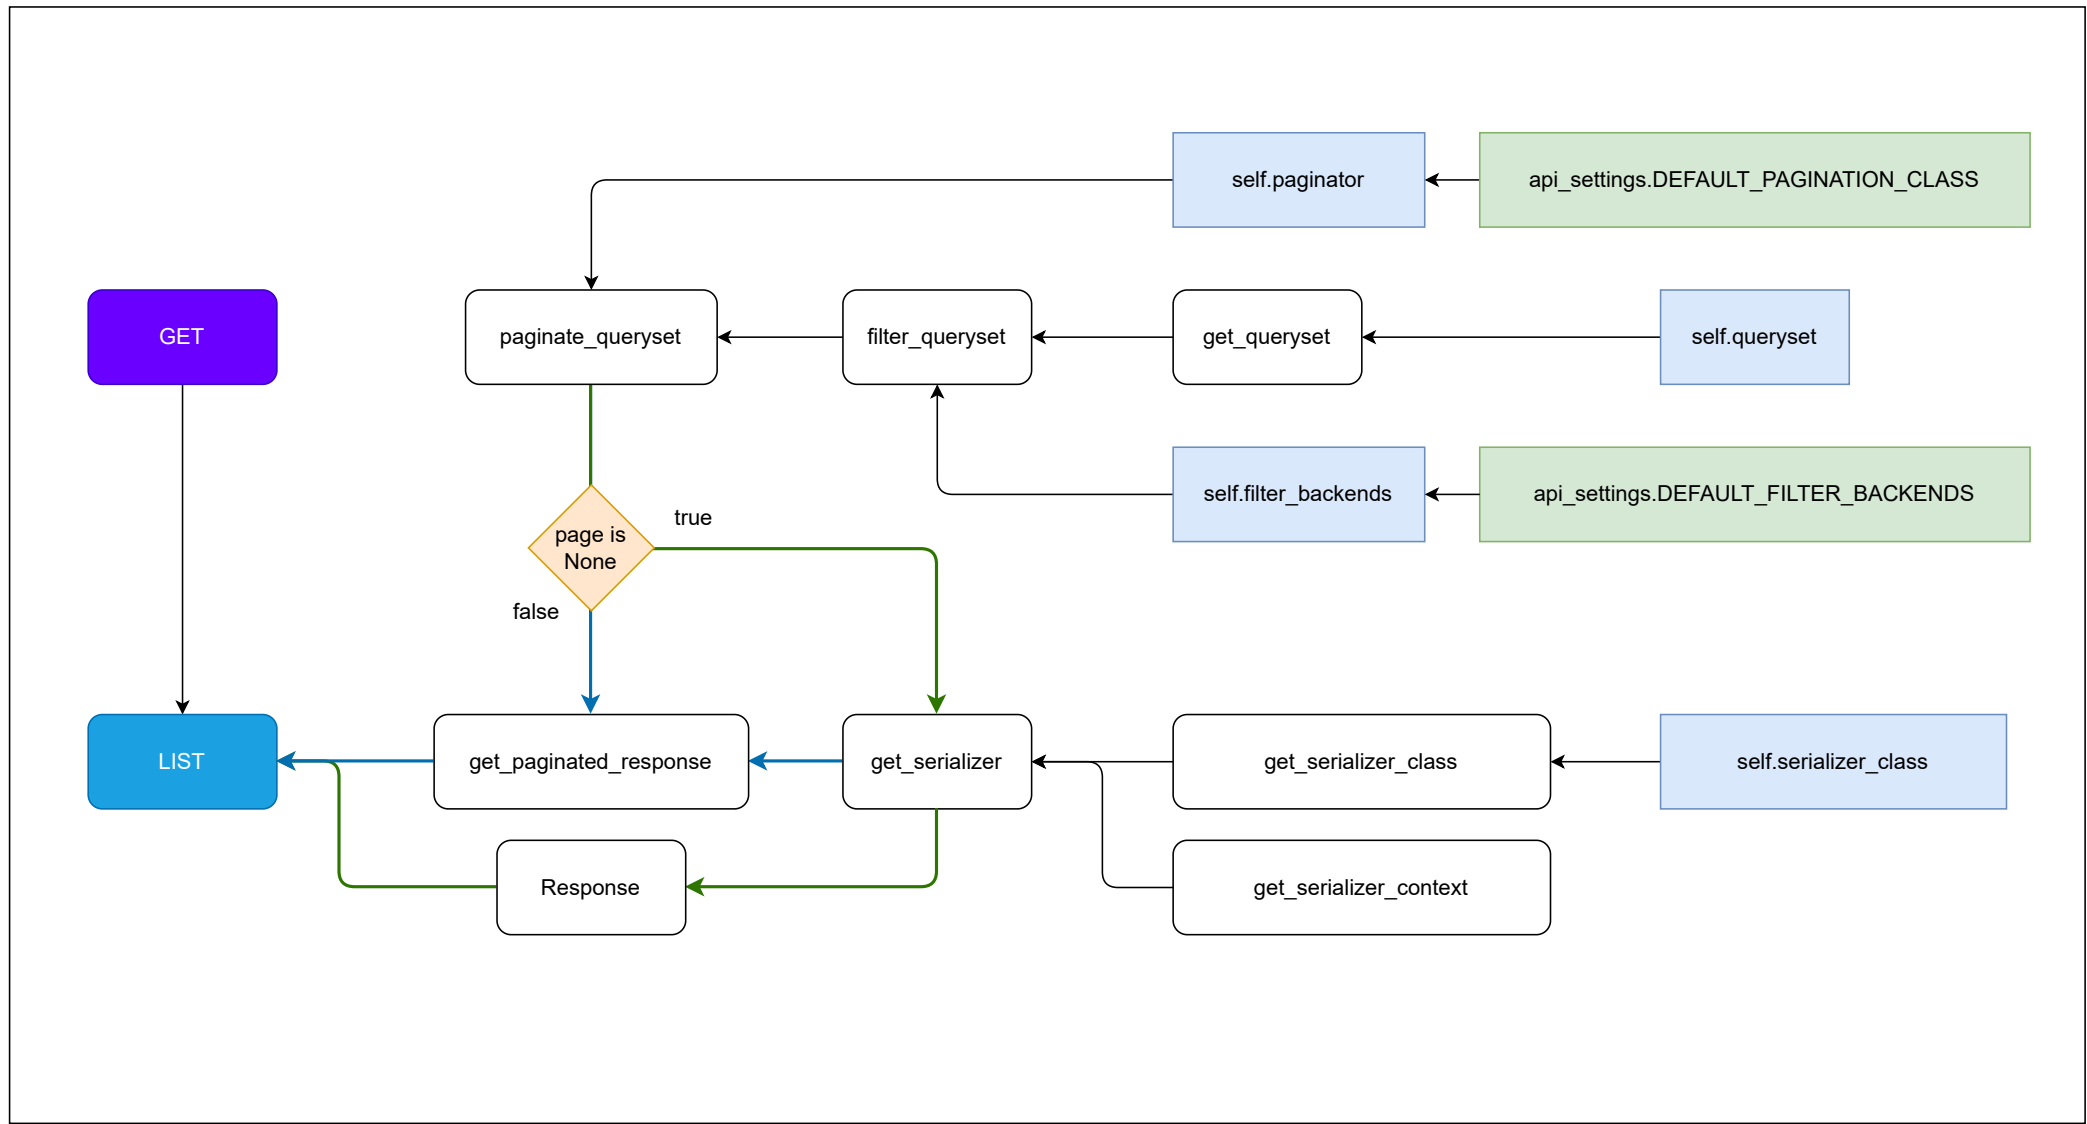 self.paginator
api_settings.DEFAULT_PAGINATION_CLASS
GET
paginate_queryset
filter_queryset
get_queryset
self.queryset
self.filter_backends
api_settings.DEFAULT_FILTER_BACKENDS
true
page is
None
false
LIST
get_paginated_response
get_serializer
get_serializer_class
self.serializer_class
Response
get_serializer_context